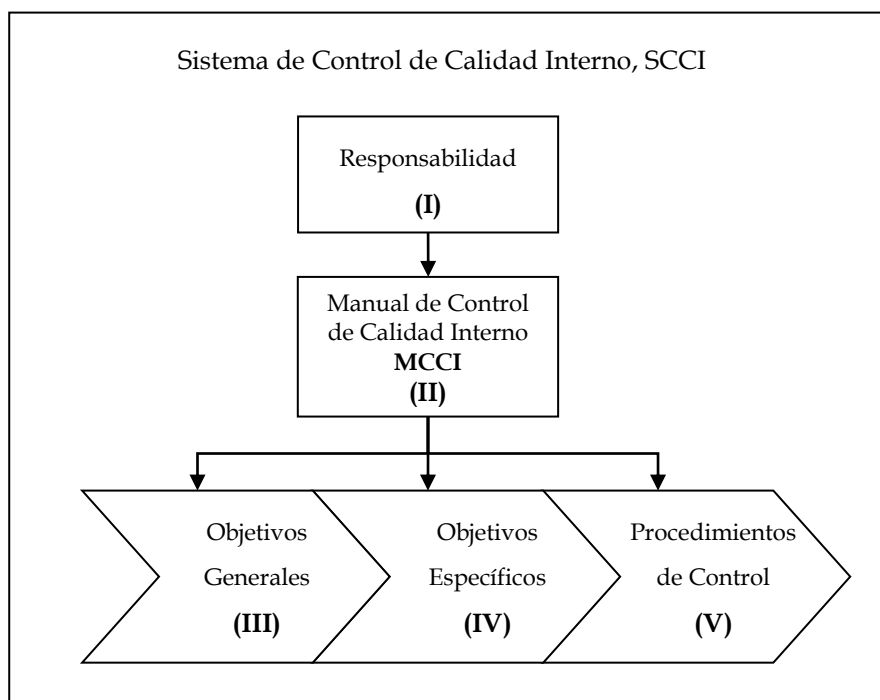 Sistema de Control de Calidad Interno, SCCI
Responsabilidad
(I)
Manual de Control
de Calidad Interno
MCCI
(II)
Objetivos
Generales
(III)
Objetivos
Específicos
(IV)
Procedimientos
de Control
(V)